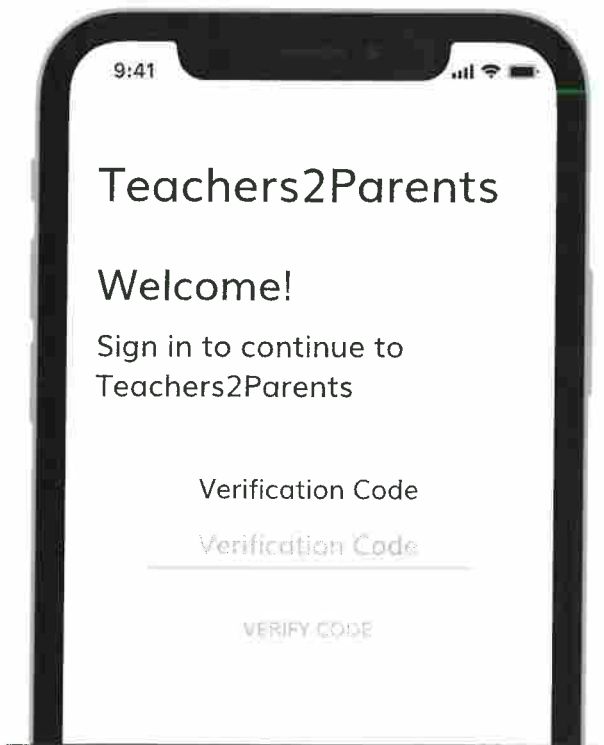 9:41
Teachers2Parents
Welcome!
Sign in to continue to
Teachers2Parents
Verification Code
Verification Code
VERIFY CODE